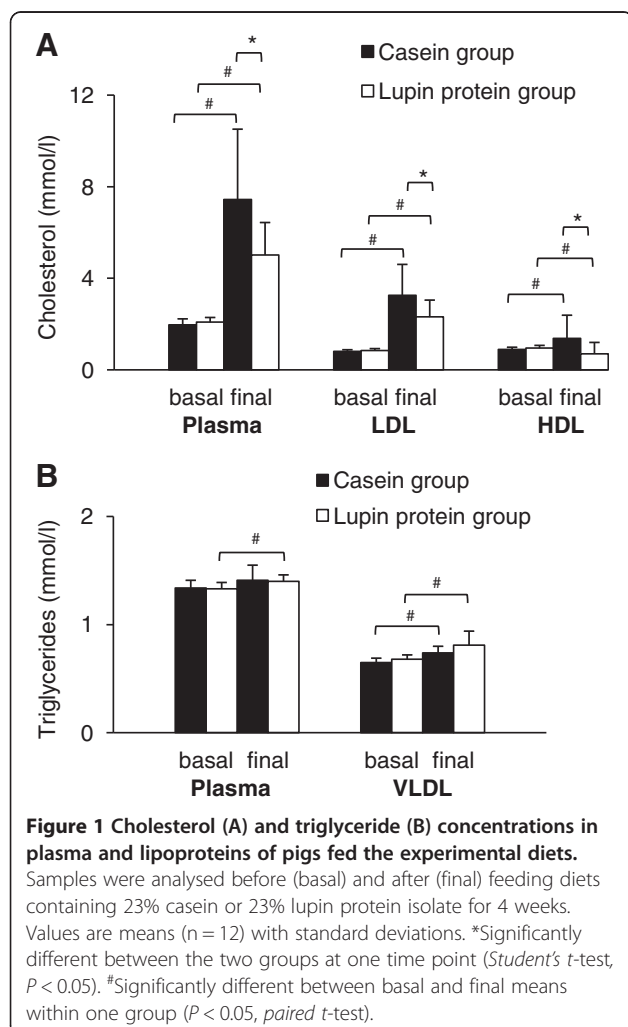 A
Casein group
Lupin protein group
Cholesterol (mmol/l)
12
8
4
0
*
#
#
*
#
#
*
#
#
basal final basal final basal final
Plasma LDL HDL
B
Casein group
Lupin protein group
Triglycerides (mmol/l)
2
1
0
#
#
#
basal final basal final
Plasma VLDL
Figure 1 Cholesterol (A) and triglyceride (B) concentrations in
plasma and lipoproteins of pigs fed the experimental diets.
Samples were analysed before (basal) and after (final) feeding diets
containing 23% casein or 23% lupin protein isolate for 4 weeks.
Values are means (n = 12) with standard deviations. *Significantly
different between the two groups at one time point (Student's t-test,
P < 0.05). #Significantly different between basal and final means
within one group (P < 0.05, paired t-test).